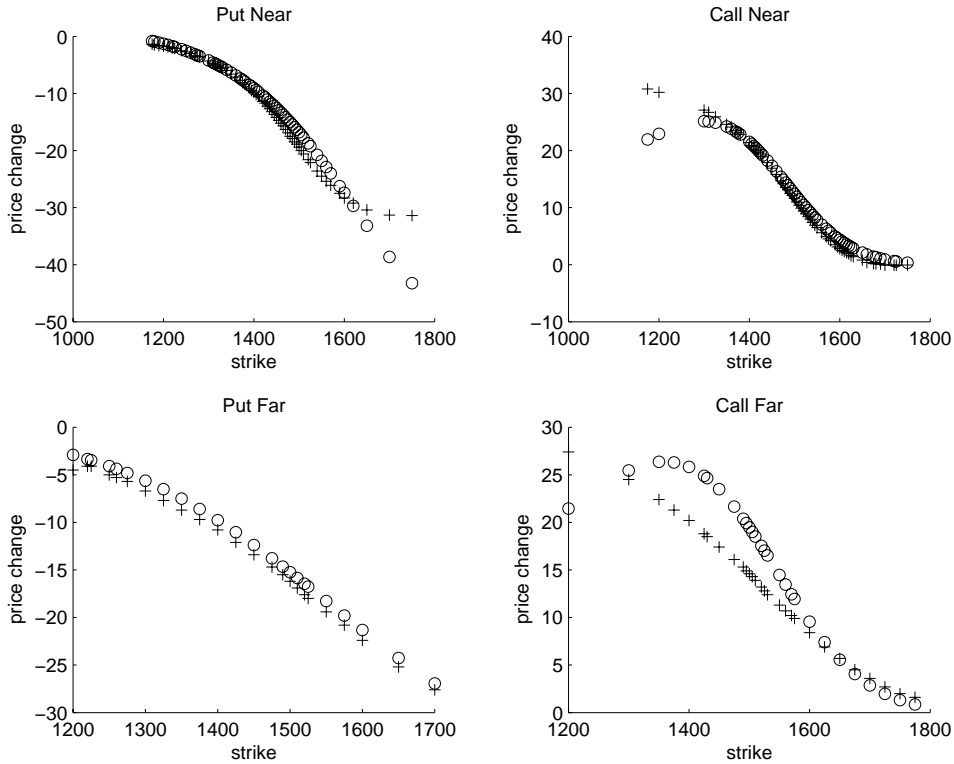 Put Near
0
−10
−20
−30
−40
−50
price change
1000 1200 1400 1600 1800
strike
Call Near
40
30
20
10
0
−10
price change
1000 1200 1400 1600 1800
strike
Put Far
0
−5
−10
−15
−20
−25
−30
price change
1200 1300 1400 1500 1600 1700
strike
Call Far
30
25
20
15
10
5
0
price change
1200 1400 1600 1800
strike